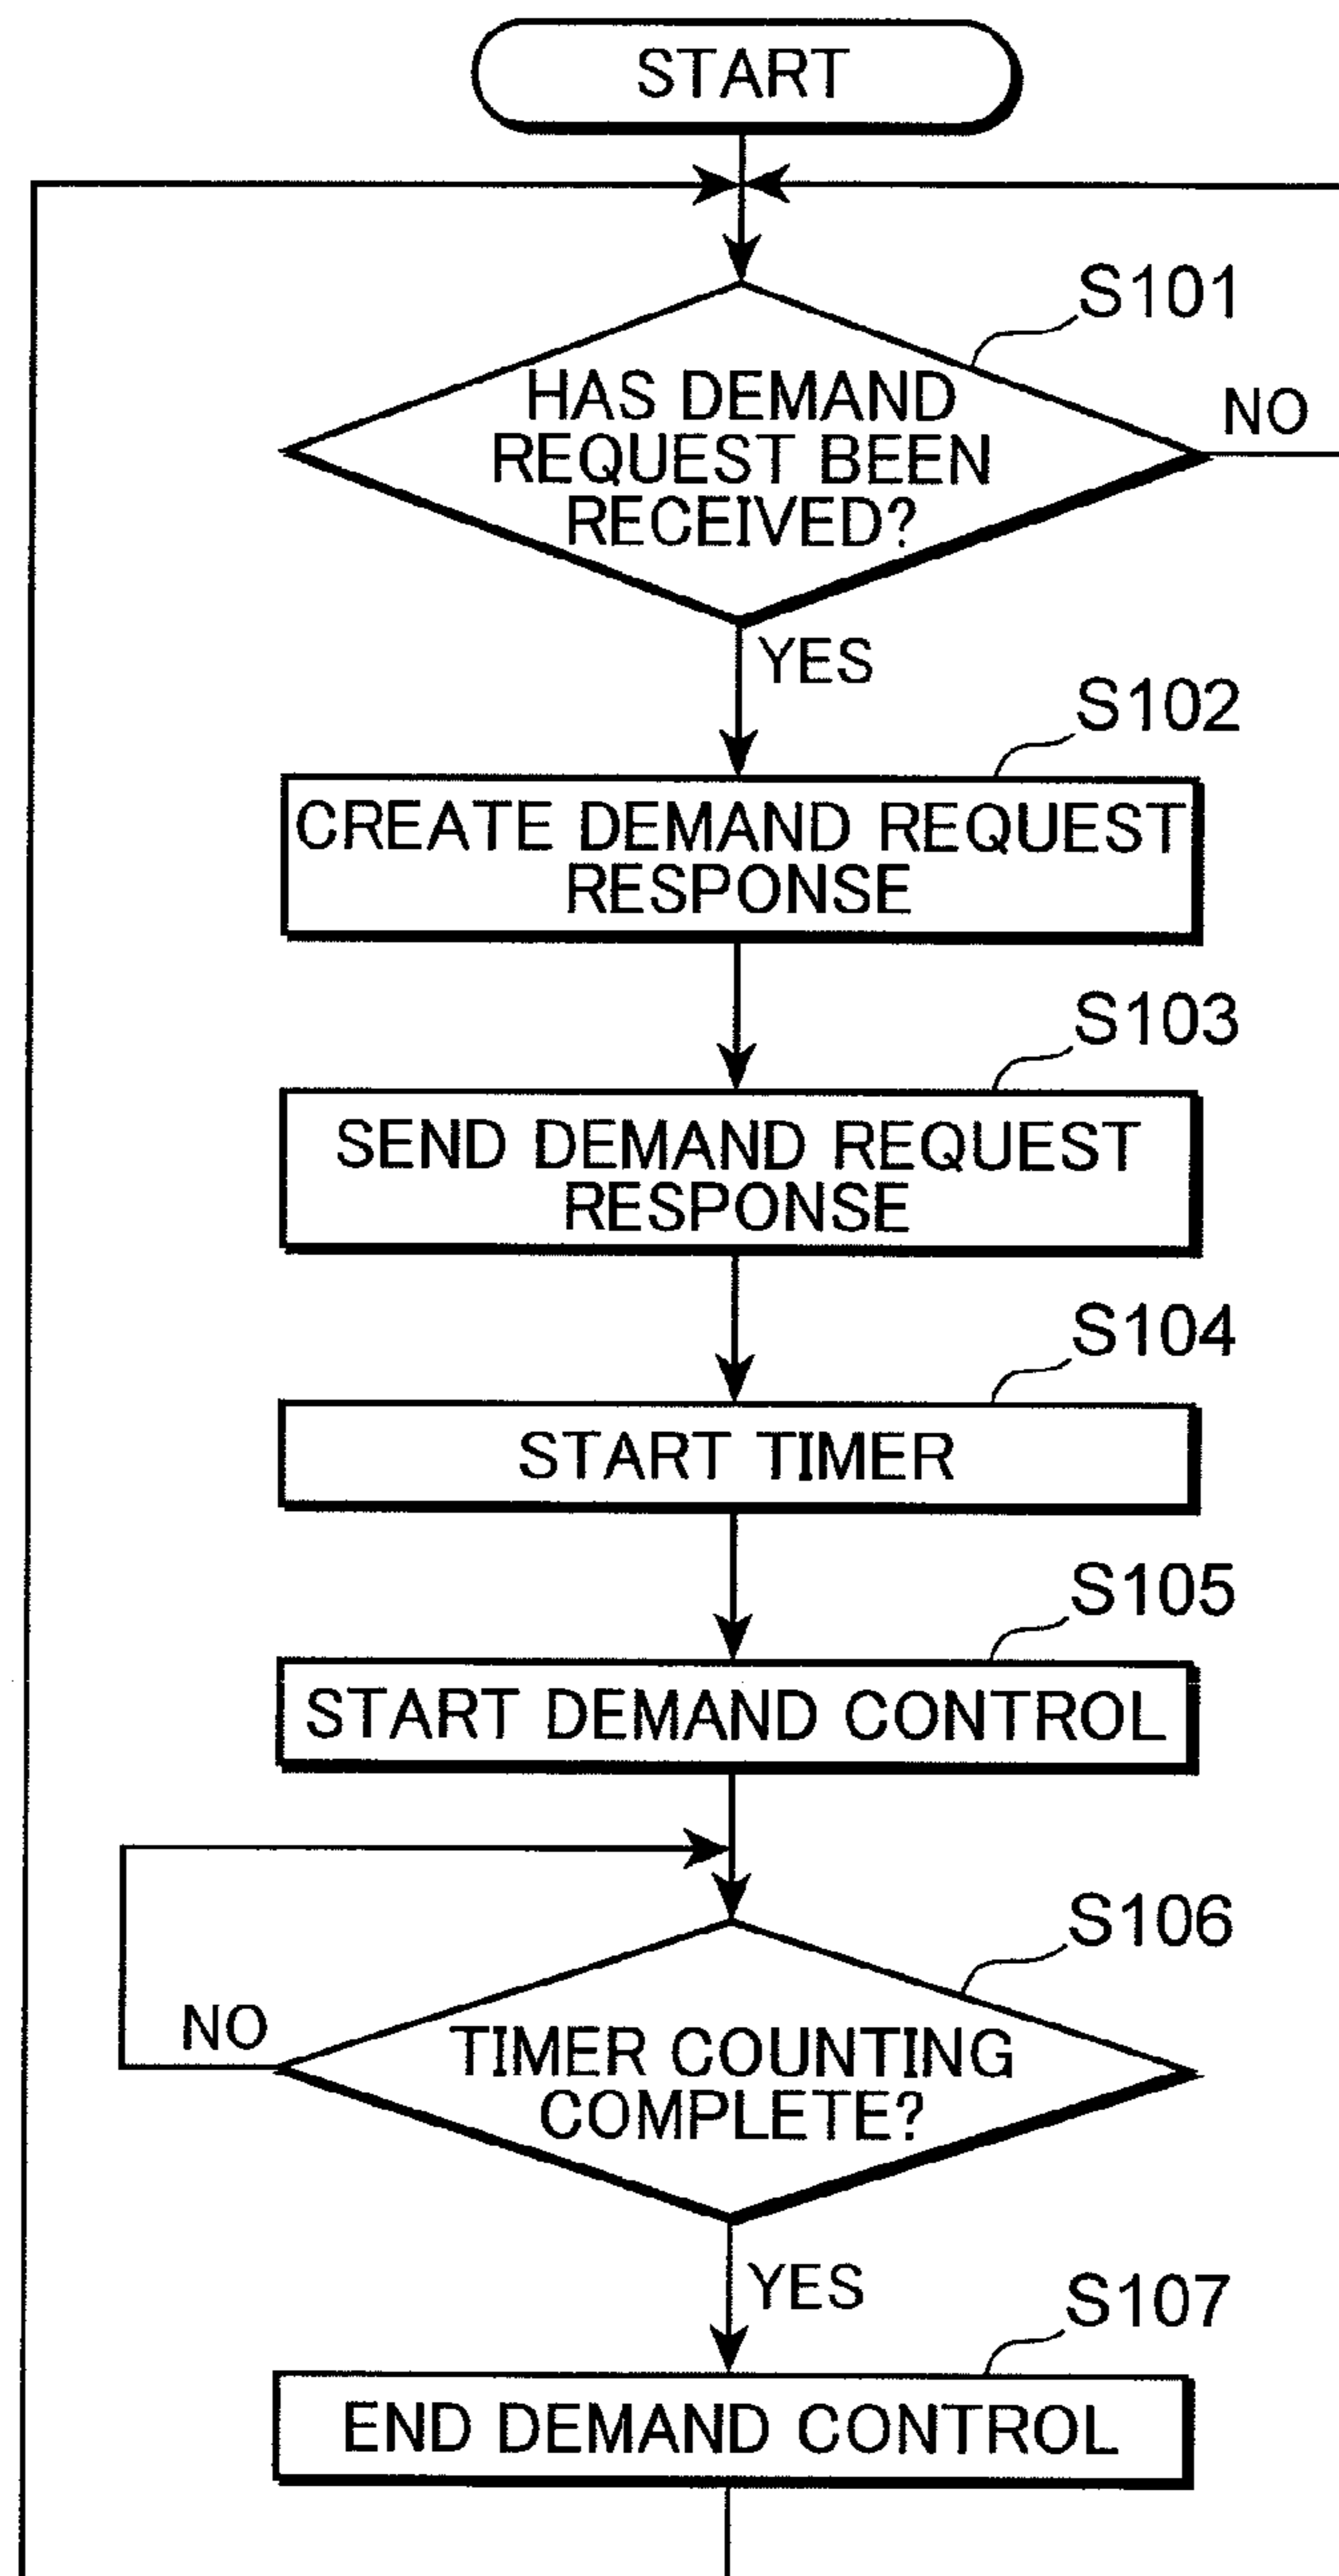 START
S101
HAS DEMAND
REQUEST BEEN
RECEIVED?
NO
YES
S102
CREATE DEMAND REQUEST
RESPONSE
S103
SEND DEMAND REQUEST
RESPONSE
S104
START TIMER
S105
START DEMAND CONTROL
S106
NO
TIMER COUNTING
COMPLETE?
YES
S107
END DEMAND CONTROL